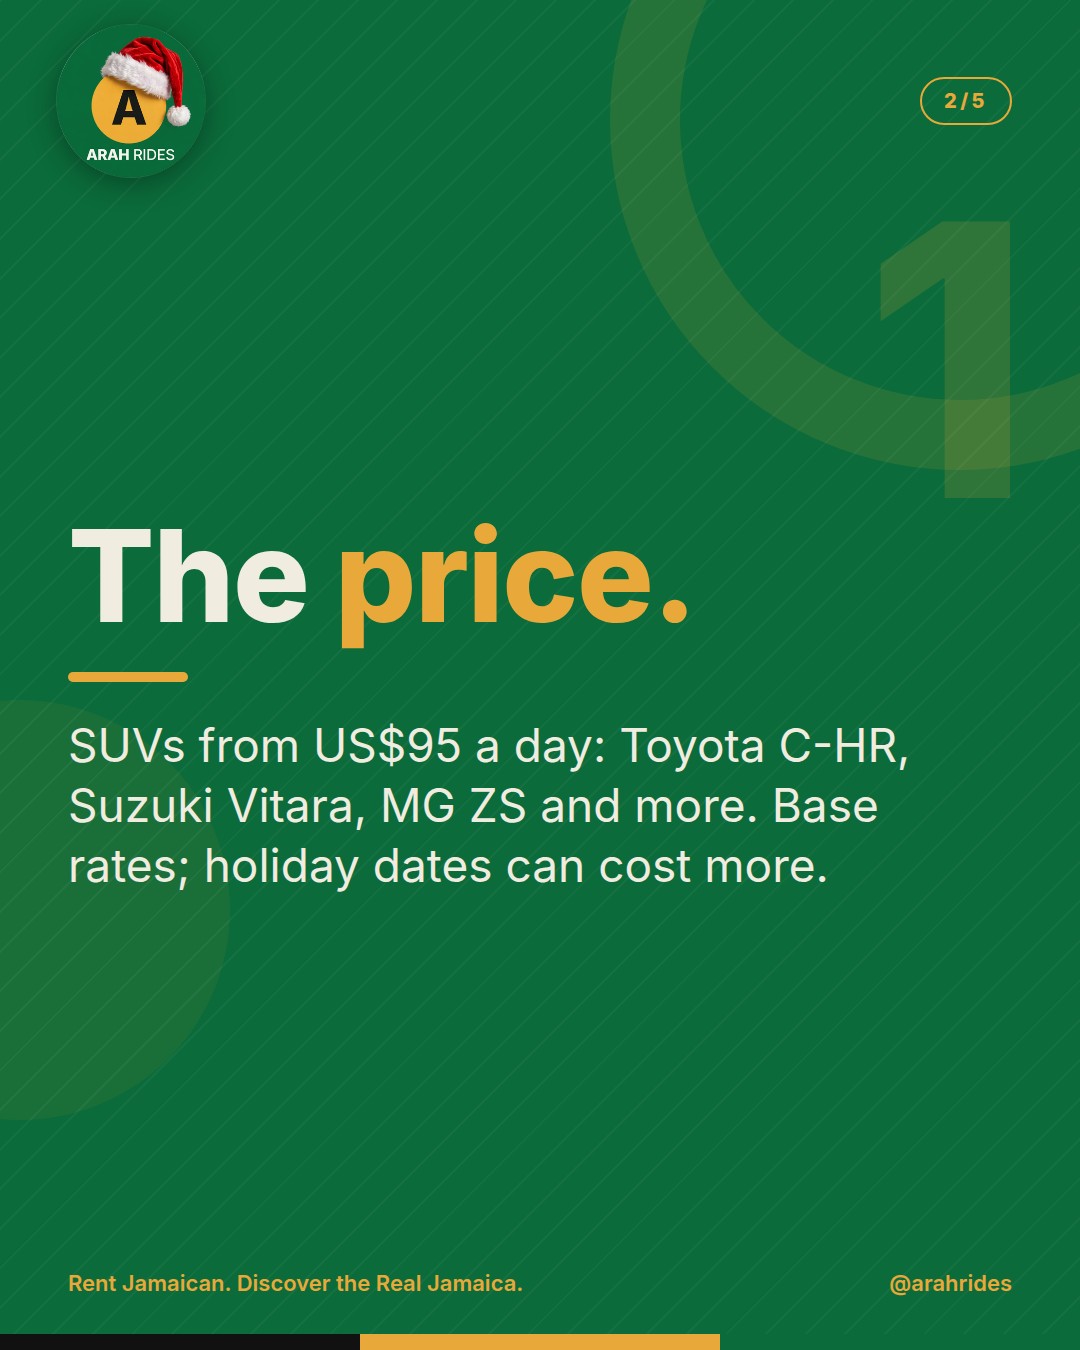 A
ARAH RIDES
2/5
1
The price.
SUVs from US$95 a day: Toyota C-HR,
Suzuki Vitara, MG ZS and more. Base
rates; holiday dates can cost more.
Rent Jamaican. Discover the Real Jamaica.
@arahrides